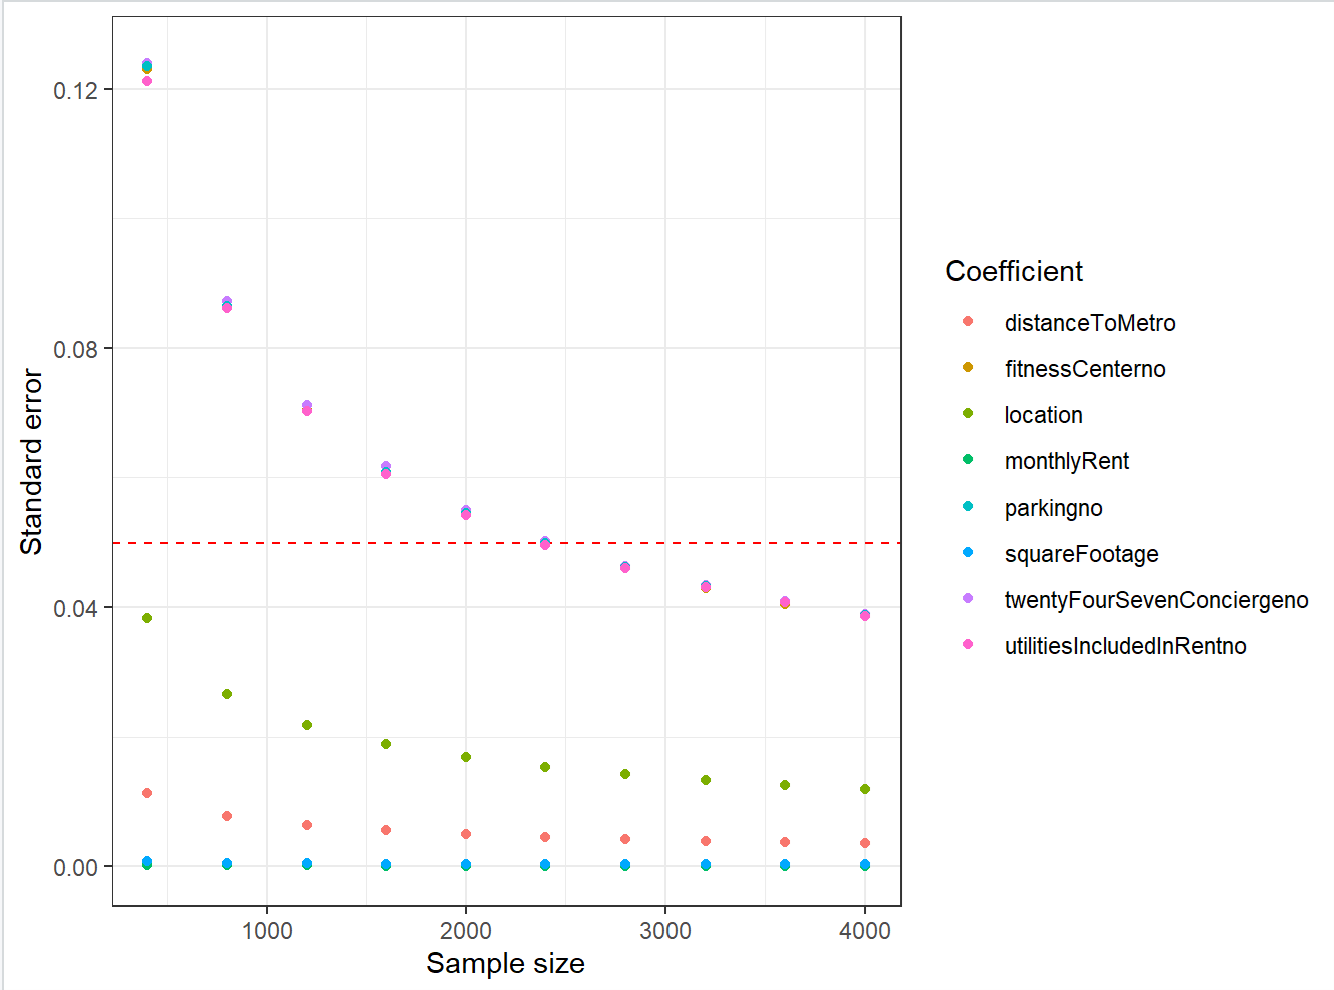 0.12
0.08
0.04
0.00
Standard error
1000 2000 3000 4000
Sample size
Coefficient
distanceToMetro
fitnessCenterno
location
monthlyRent
parkingno
squareFootage
twentyFourSevenConciergeno
utilitiesIncludedInRentno